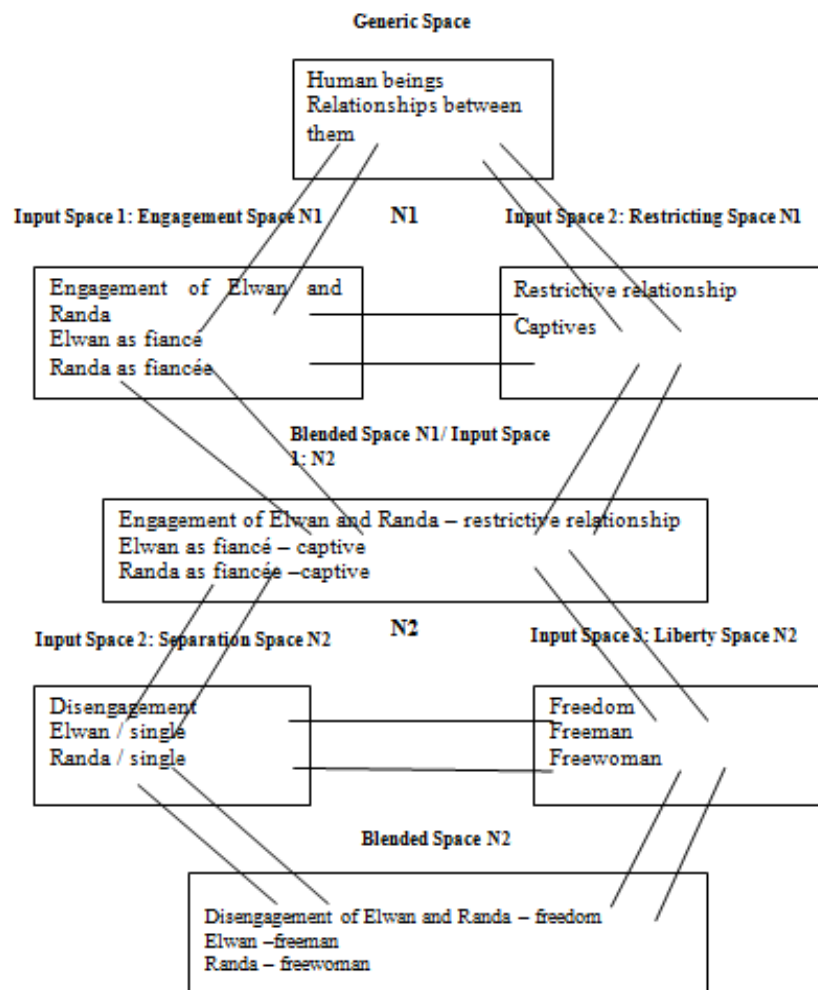 Generic Space
Human beings
Relationships between
them
Input Space 1: Engagement Space N1
N1
Input Space 2: Restricting Space N1
Engagement of Elwan and
Randa
Elwan as fiancé
Randa as fiancée
Restrictive relationship
Captives
Blended Space N1/ Input Space
1: N2
Engagement of Elwan and Randa – restrictive relationship
Elwan as fiancé – captive
Randa as fiancée –captive
Input Space 2: Separation Space N2
N2
Input Space 3: Liberty Space N2
Disengagement
Elwan / single
Randa / single
Freedom
Freeman
Freewoman
Blended Space N2
Disengagement of Elwan and Randa – freedom
Elwan –freeman
Randa – freewoman